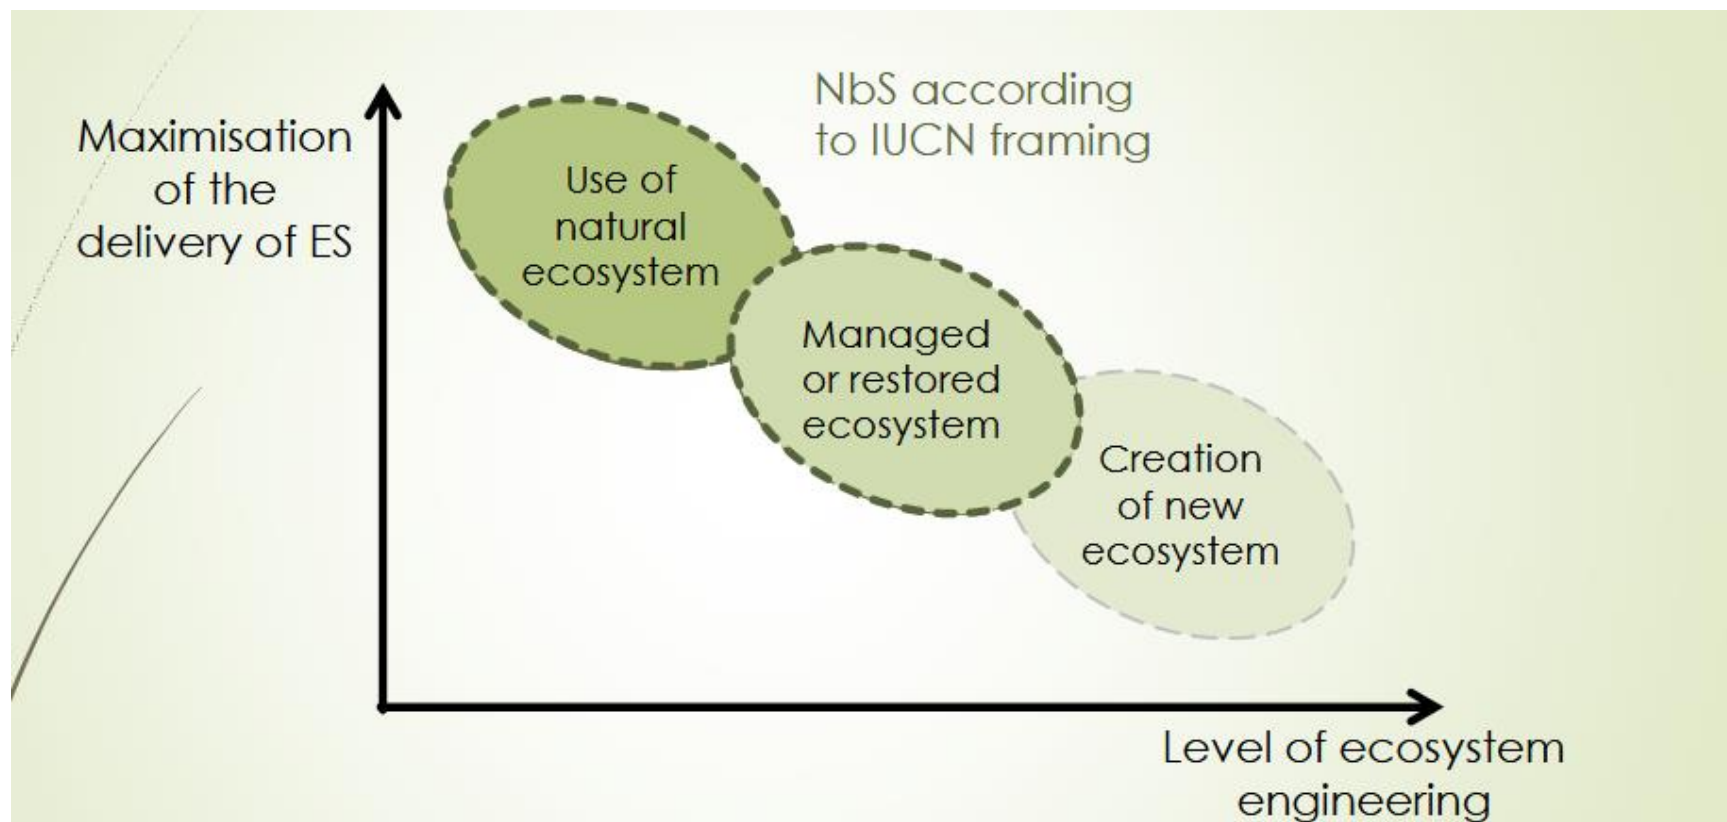 NbS according
to IUCN framing
Maximisation
of the
delivery of ES
Use of
natural
ecosystem
Managed
or restored
ecosystem
Creation
of new
ecosystem
Level of ecosystem
engineering